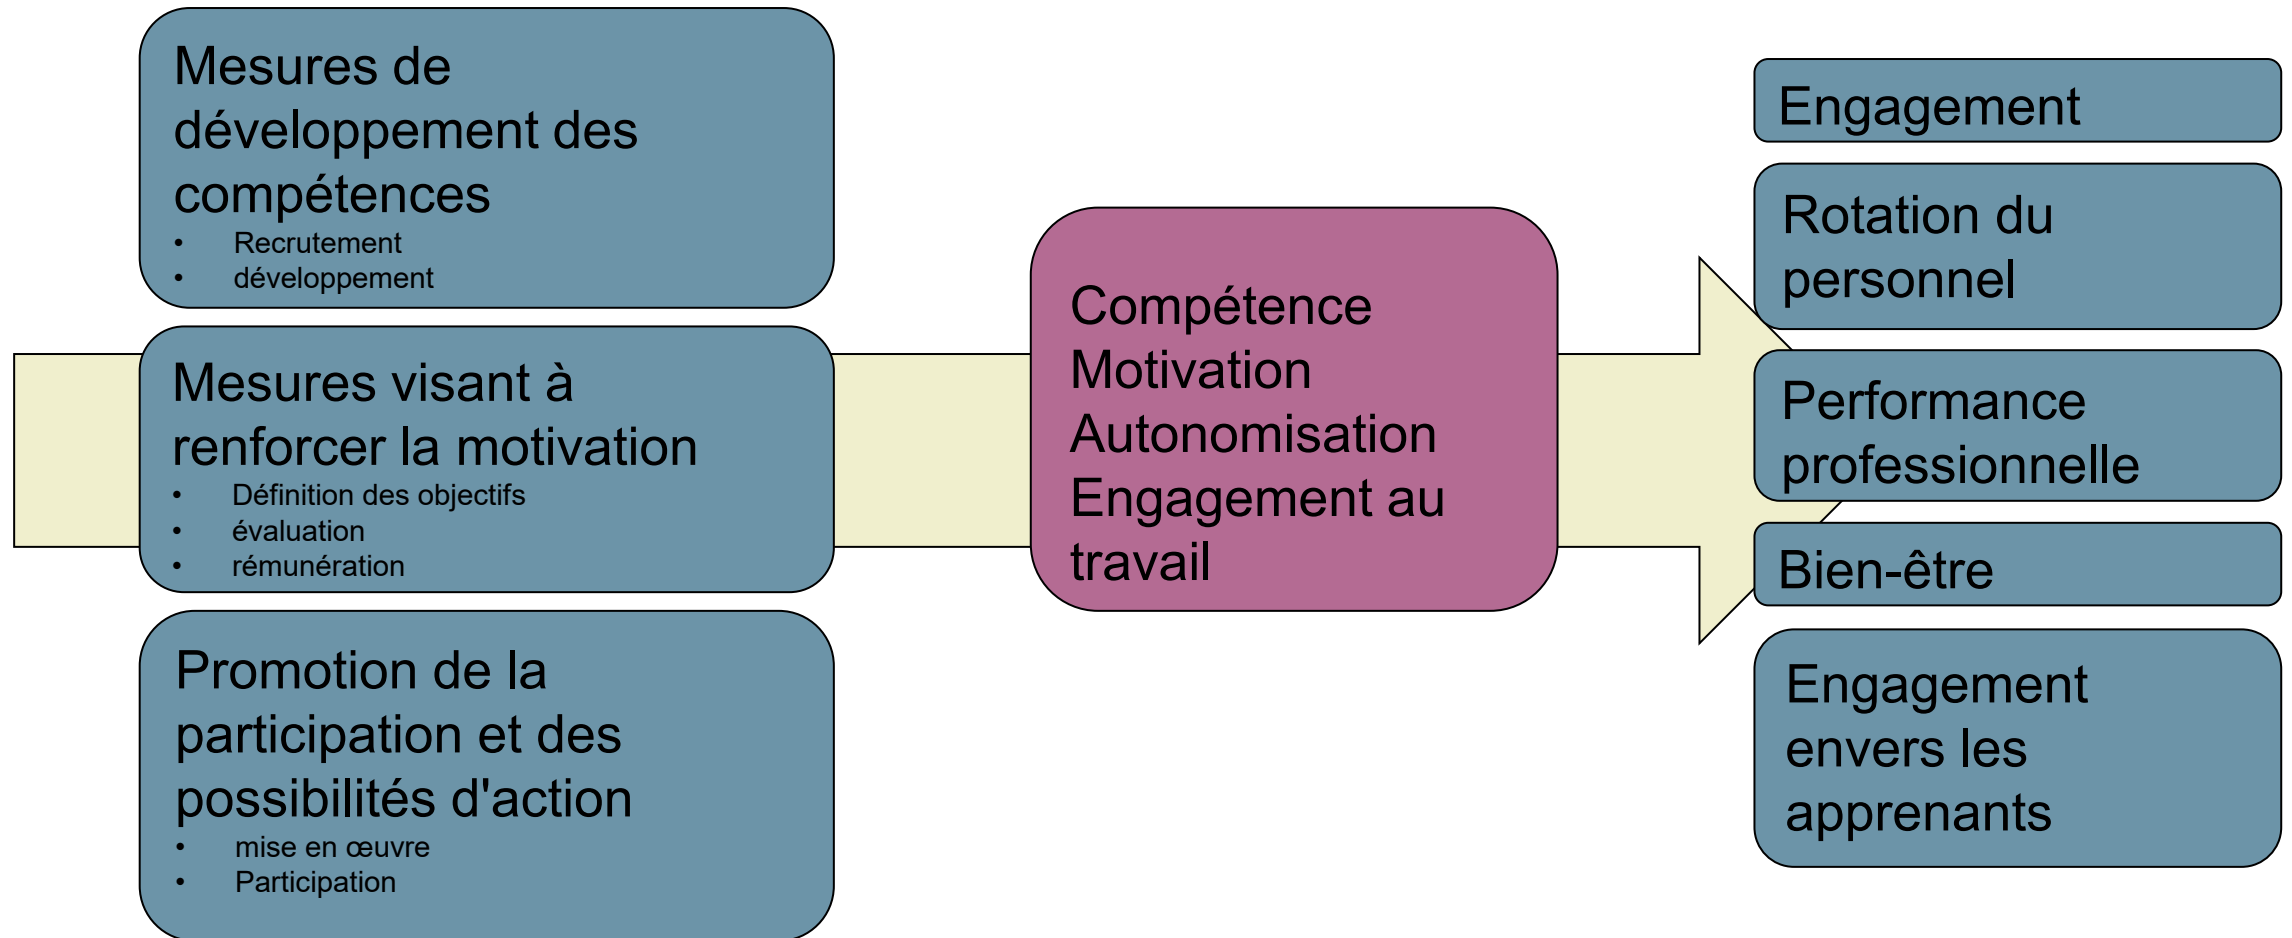 Mesures de
développement des
compétences
• Recrutement
• développement
Mesures visant à
renforcer la motivation
• Définition des objectifs
• évaluation
• rémunération
Promotion de la
participation et des
possibilités d'action
• mise en œuvre
• Participation
Compétence
Motivation
Autonomisation
Engagement au
travail
Engagement
Rotation du
personnel
Performance
professionnelle
Bien-être
Engagement
envers les
apprenants